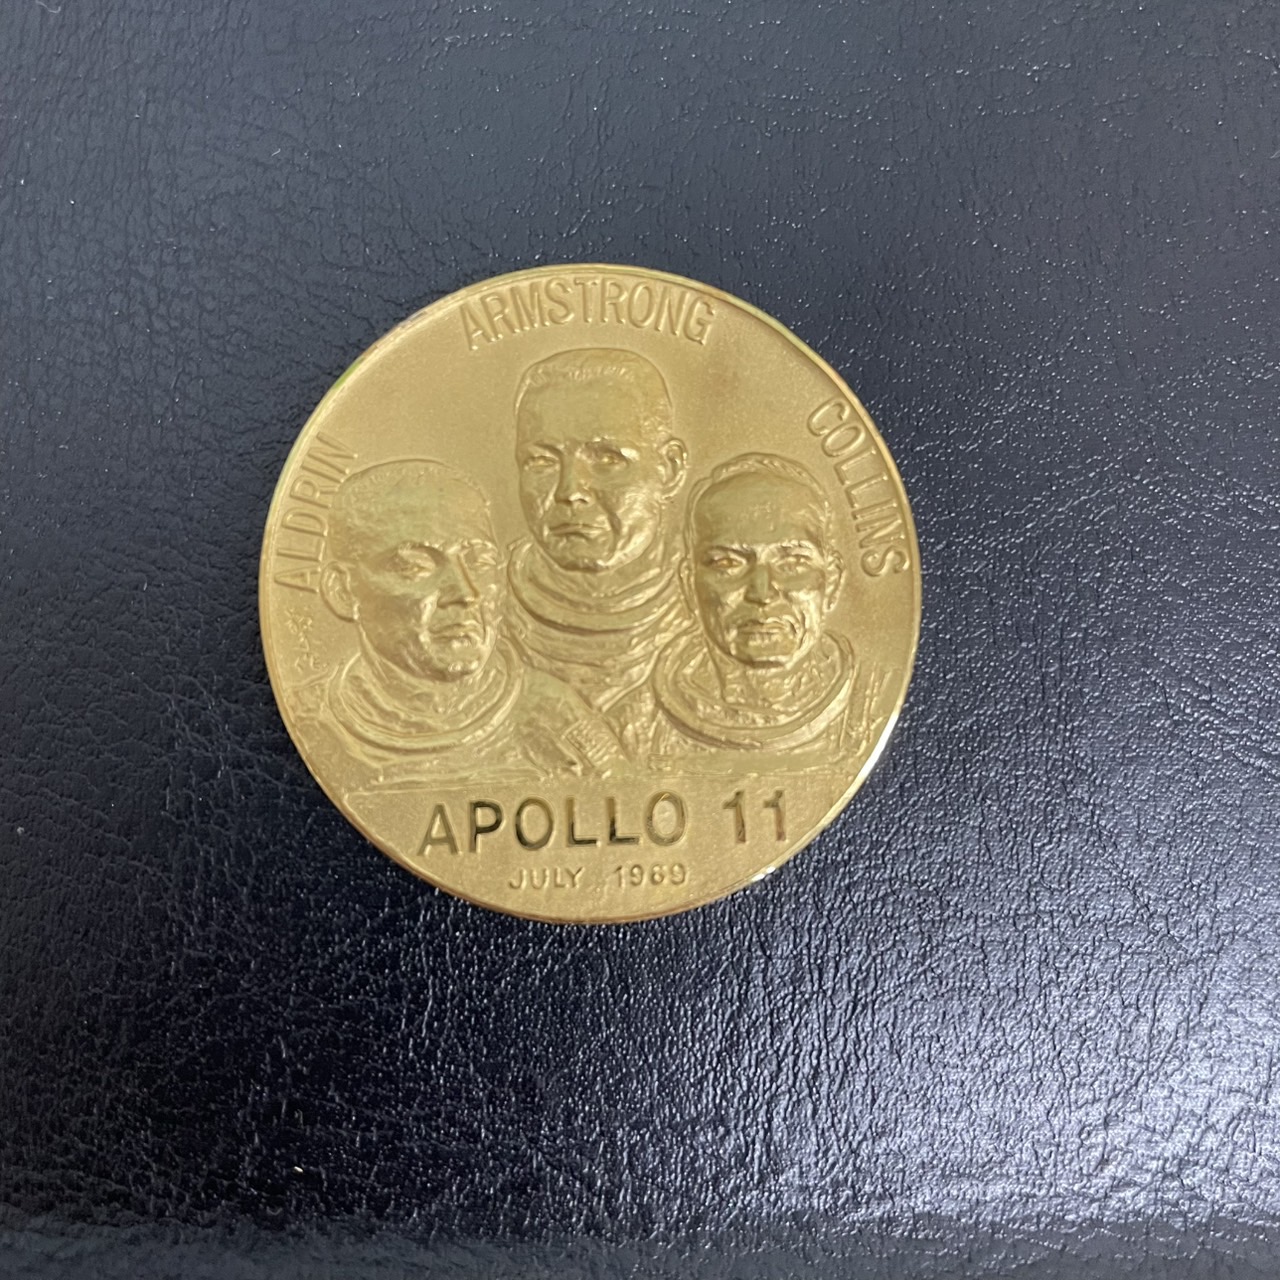 ARMSTRONG
ALDRIN
COLLINS
APOLLO 11
JULY 1969